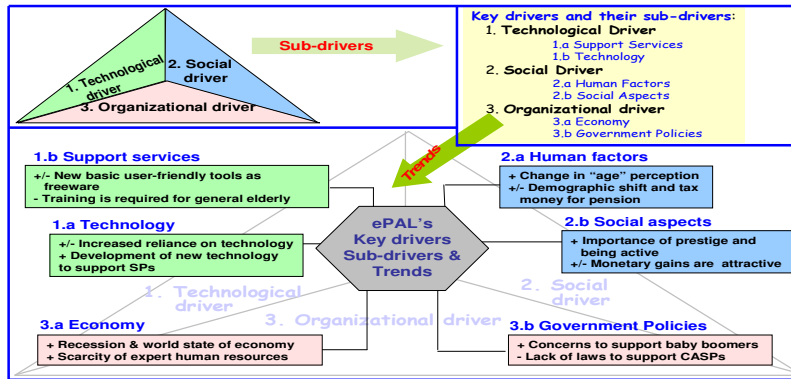 1. Technological
driver
2. Social
driver
3. Organizational driver
Sub-drivers
Key drivers and their sub-drivers:
1. Technological Driver
1.a Support Services
1.b Technology
2. Social Driver
2.a Human Factors
2.b Social Aspects
3. Organizational driver
3.a Economy
3.b Government Policies
Trends
1.b Support services
+/- New basic user-friendly tools as
freeware
- Training is required for general elderly
2.a Human factors
+ Change in “age” perception
+/- Demographic shift and tax
money for pension
1.a Technology
+/- Increased reliance on technology
+ Development of new technology
to support SPs
ePAL's
Key drivers
Sub-drivers &
Trends
2.b Social aspects
+ Importance of prestige and
being active
+/- Monetary gains are attractive
1. Technological
driver
2. Social
driver
3. Organizational driver
3.a Economy
+ Recession & world state of economy
+ Scarcity of expert human resources
3.b Government Policies
+ Concerns to support baby boomers
- Lack of laws to support CASPs